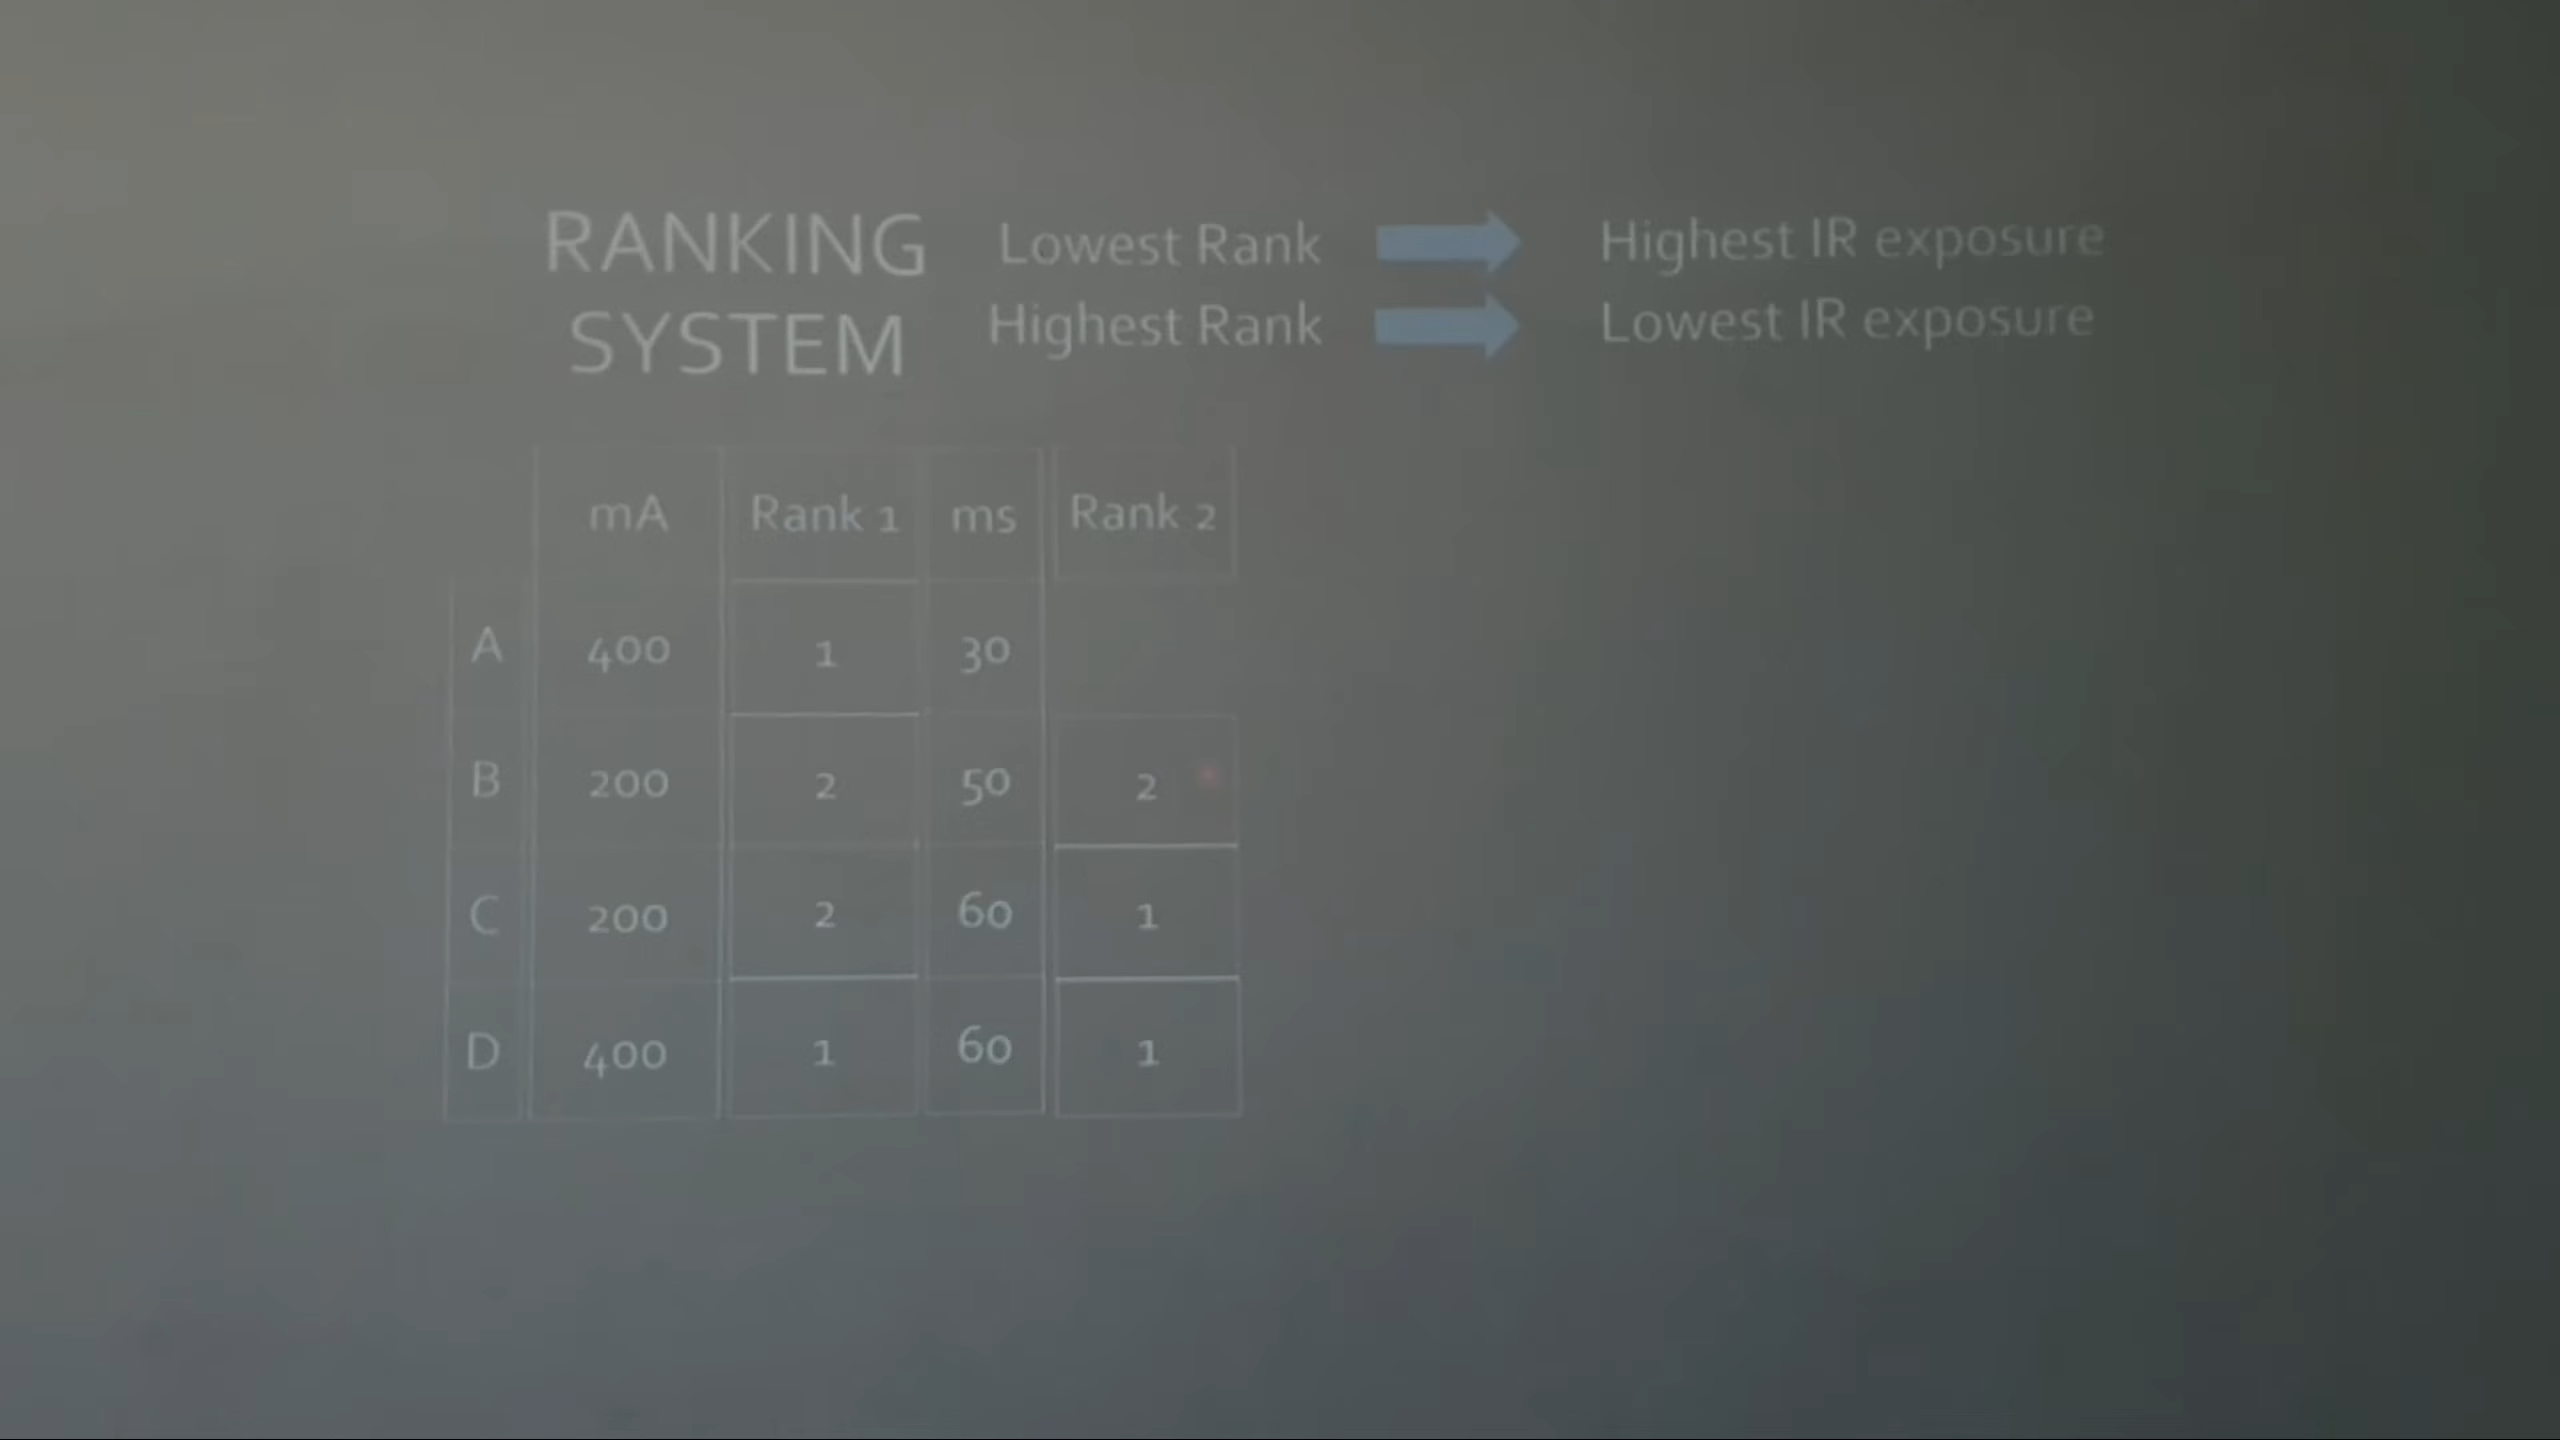 RANKING
SYSTEM
Lowest Rank Highest IR exposure
Highest Rank Lowest IR exposure
mA Rank 1 ms Rank 2
A 400 1 30
B 200 2 50 2
C 200 2 60 1
D 400 1 60 1